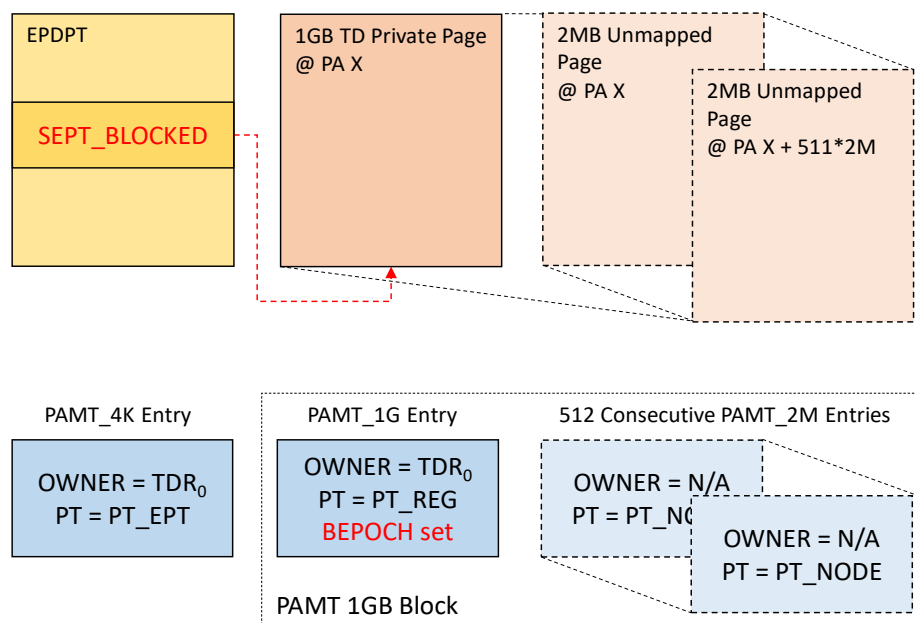 EPDPT
SEPT_BLOCKED
1GB TD Private Page
@ PA X
2MB Unmapped
Page
@ PA X
2MB Unmapped
Page
@ PA X + 511*2M
PAMT_4K Entry
OWNER = TDR₀
PT = PT_EPT
PAMT_1G Entry
OWNER = TDR₀
PT = PT_REG
BEPOCH set
512 Consecutive PAMT_2M Entries
OWNER = N/A
PT =
OWNER = N/A
PT = PT_NODE
PAMT 1GB Block